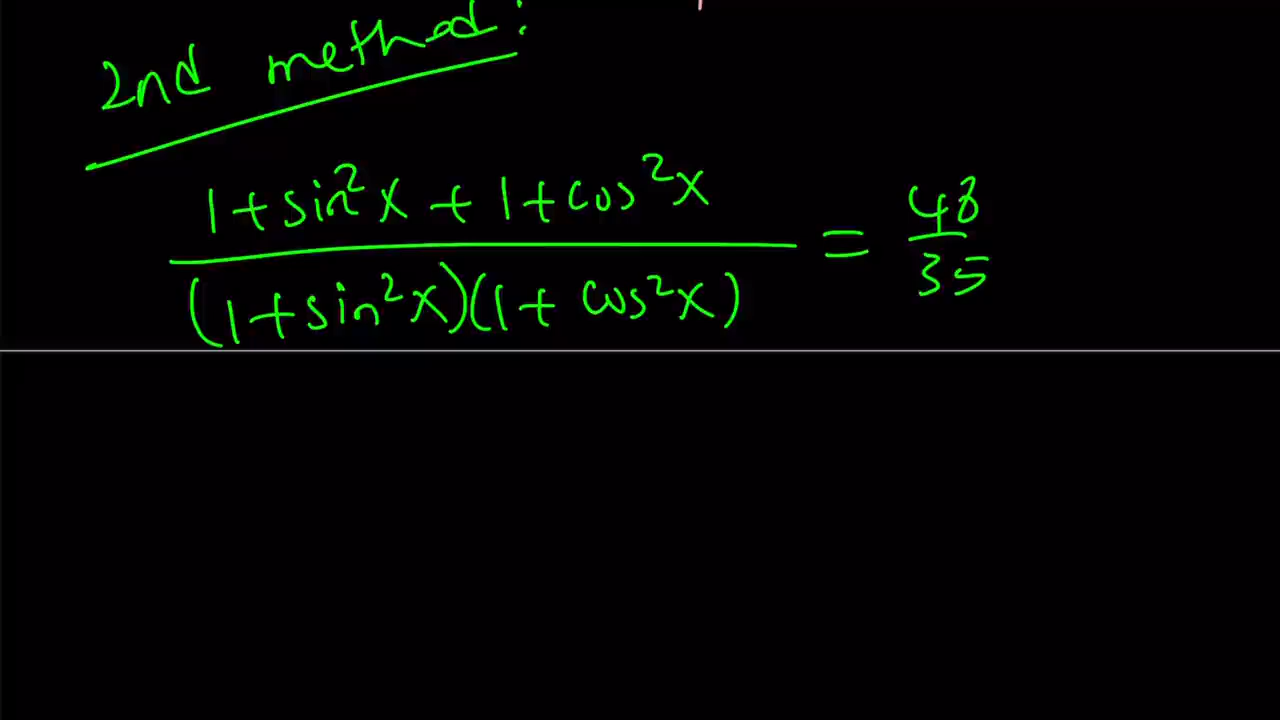 2nd method:
1+sin²x + 1+cos²x
= 48/35
(1+sin²x)(1+cos²x)